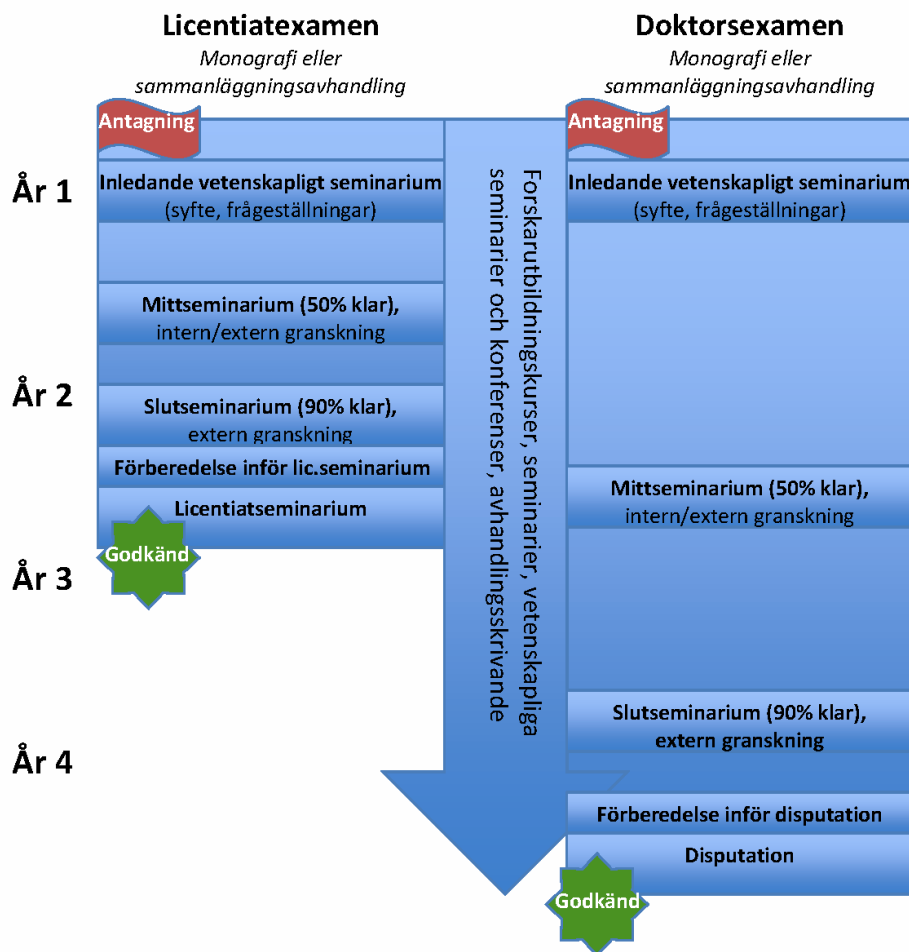 Licentiatexamen
Monografi eller
sammanläggningsavhandling
Antagning
År 1
Inledande vetenskapligt seminarium
(syfte, frågeställningar)
Mittseminarium (50% klar),
intern/extern granskning
År 2
Slutseminarium (90% klar),
extern granskning
Förberedelse inför lic.seminarium
Licentiatseminarium
Godkänd
År 3
År 4
Forskarutbildningskurser, seminarier, vetenskapliga
seminarier och konferenser, avhandlingsskrivande
Doktorsexamen
Monografi eller
sammanläggningsavhandling
Antagning
Inledande vetenskapligt seminarium
(syfte, frågeställningar)
Mittseminarium (50% klar),
intern/extern granskning
Slutseminarium (90% klar),
extern granskning
Förberedelse inför disputation
Disputation
Godkänd